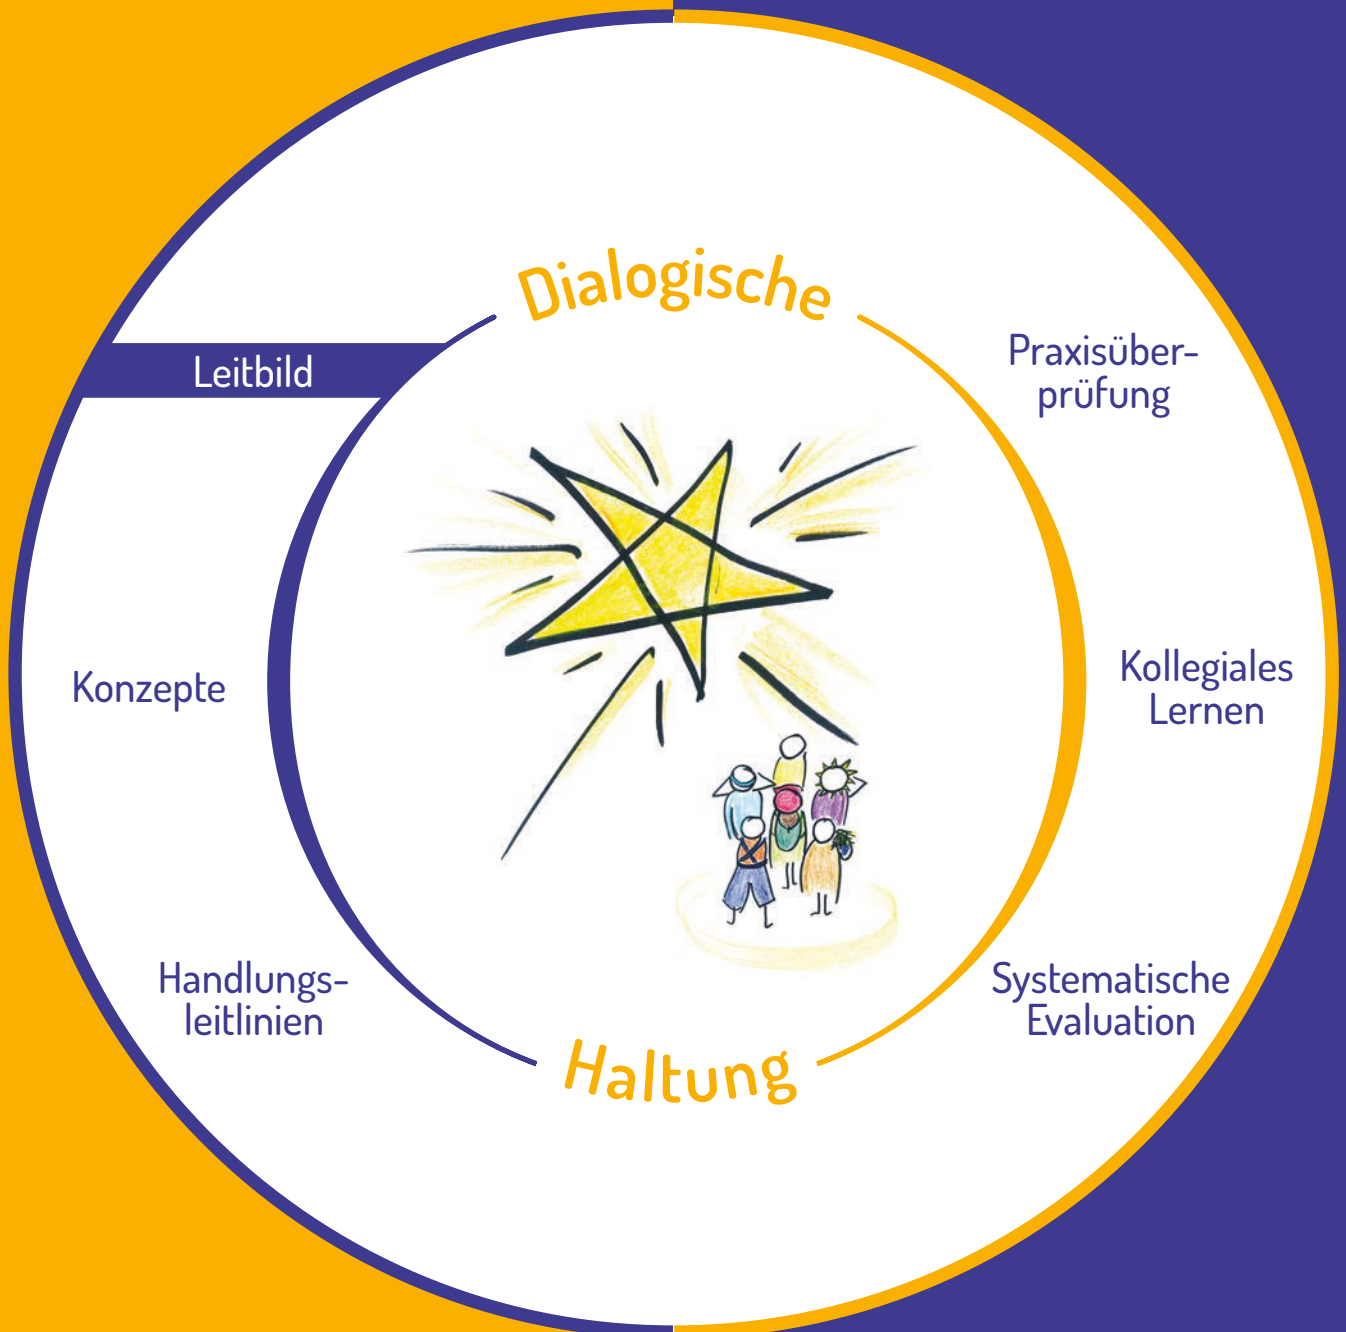 Dialogische
Leitbild
Praxisüber-
prüfung
Konzepte
Kollegiales
Lernen
Handlungs-
leitlinien
Systematische
Evaluation
Haltung